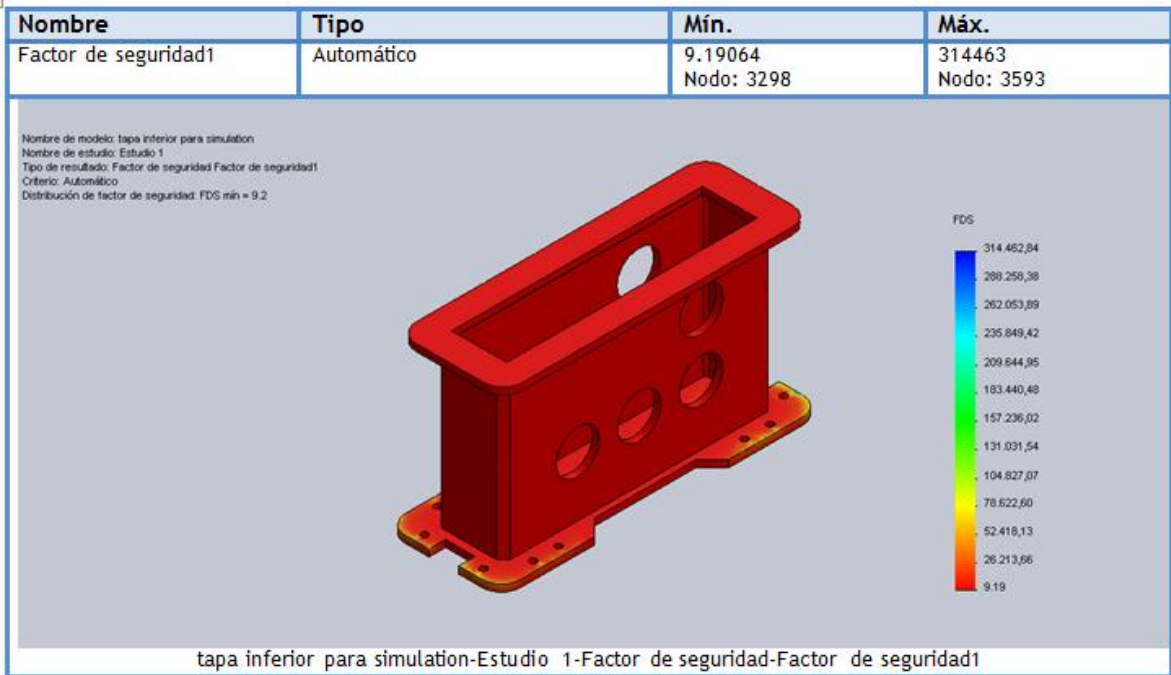 Nombre Tipo Mín. Máx.
Factor de seguridad1 Automático 9.19064 314463
Nodo: 3298 Nodo: 3593
Nombre de modelo: tapa inferior para simulation
Nombre de estudio: Estudio 1
Tipo de resultado: Factor de seguridad Factor de seguridad1
Criterio: Automático
Distribución de factor de seguridad: FDS mín = 9.2
FDS
314.462,84
288.258,38
262.053,89
235.849,42
209.644,95
183.440,48
157.236,02
131.031,54
104.827,07
78.622,60
52.418,13
26.213,66
9.19
tapa inferior para simulation-Estudio 1-Factor de seguridad-Factor de seguridad1